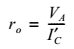 r_o = V_A / I'_C